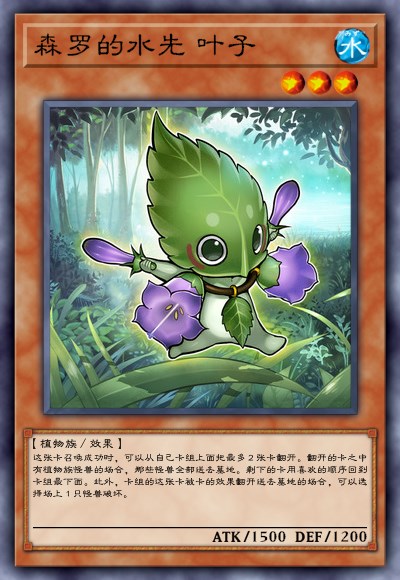 森罗的水先 叶子
水
【植物族／效果】
这张卡召唤成功时，可以从自己卡组上面把最多2张卡翻开。翻开的卡之中
有植物族怪兽的场合，那些怪兽全部送去墓地。剩下的卡用喜欢的顺序回到
卡组最下面。此外，卡组的这张卡被卡的效果翻开送去墓地的场合，可以选
择场上1只怪兽破坏。
ATK/1500 DEF/1200